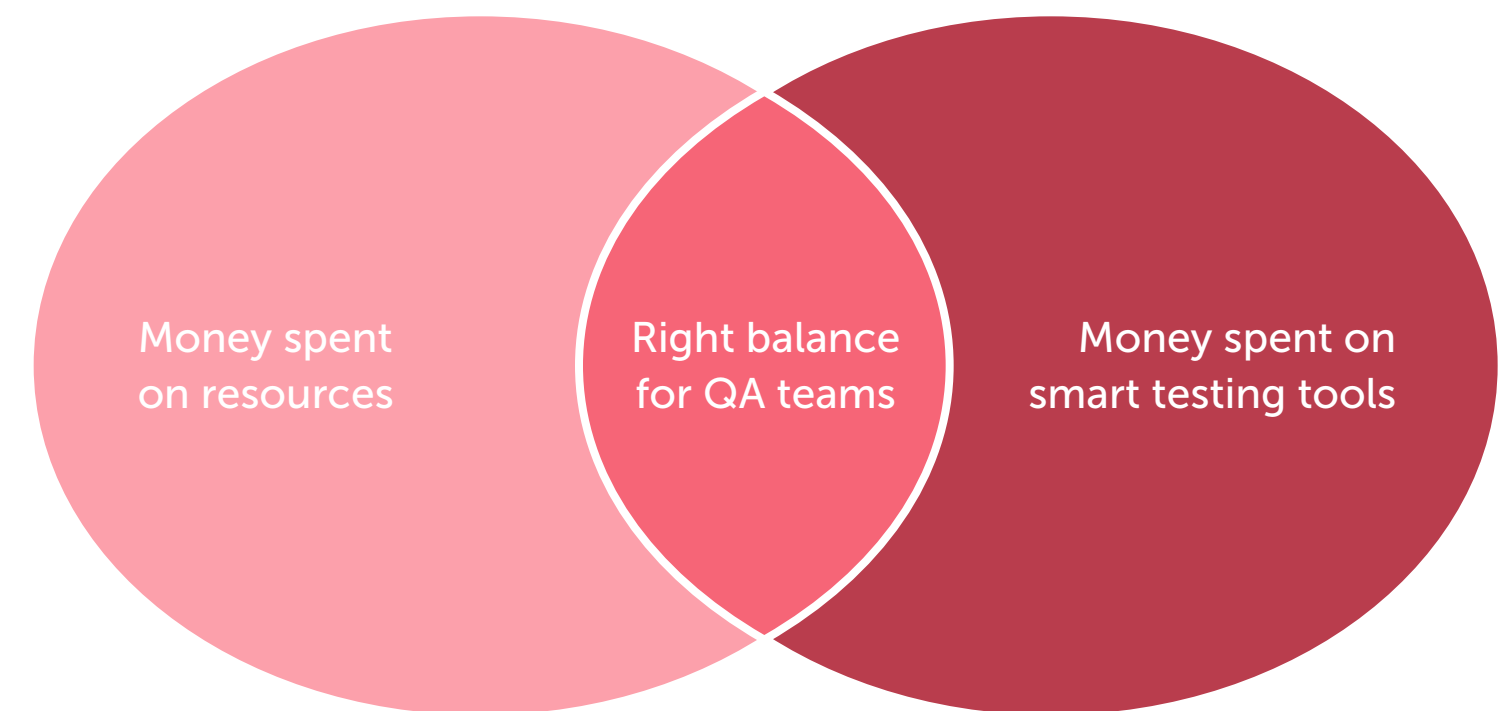 Money spent
on resources
Right balance
for QA teams
Money spent on
smart testing tools